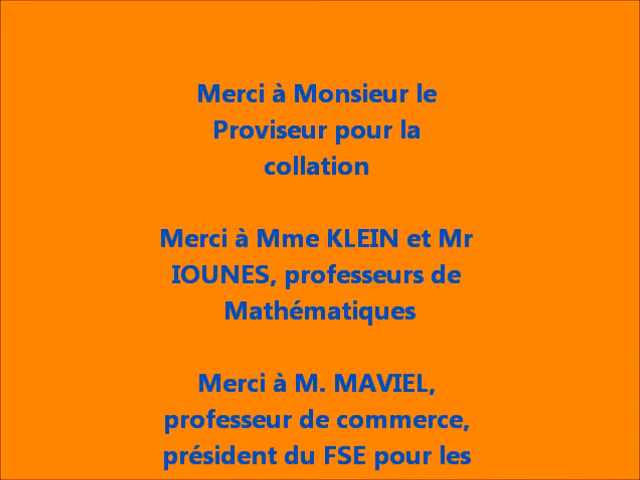 Merci à Monsieur le
Proviseur pour la
collation
Merci à Mme KLEIN et Mr
IOUNES, professeurs de
Mathématiques
Merci à M. MAVIEL,
professeur de commerce,
président du FSE pour les